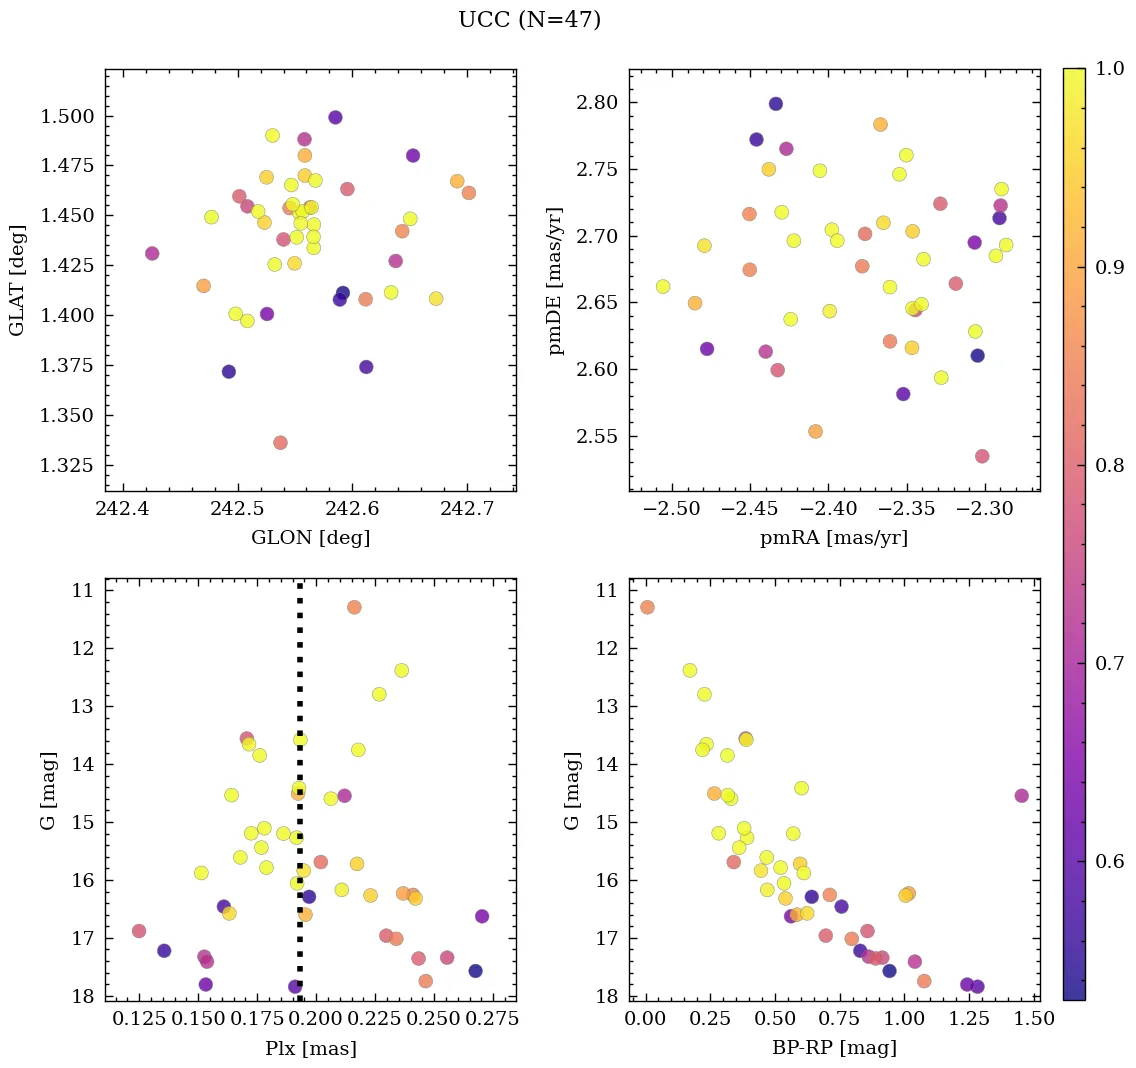 UCC (N=47)
1.500
1.475
1.450
1.425
1.400
1.375
1.350
1.325
GLAT [deg]
242.4 242.5 242.6 242.7
GLON [deg]
2.80
2.75
2.70
2.65
2.60
2.55
pmDE [mas/yr]
−2.50 −2.45 −2.40 −2.35 −2.30
pmRA [mas/yr]
11
12
13
14
15
16
17
18
G [mag]
0.125 0.150 0.175 0.200 0.225 0.250 0.275
Plx [mas]
11
12
13
14
15
16
17
18
G [mag]
0.00 0.25 0.50 0.75 1.00 1.25 1.50
BP-RP [mag]
1.0
0.9
0.8
0.7
0.6